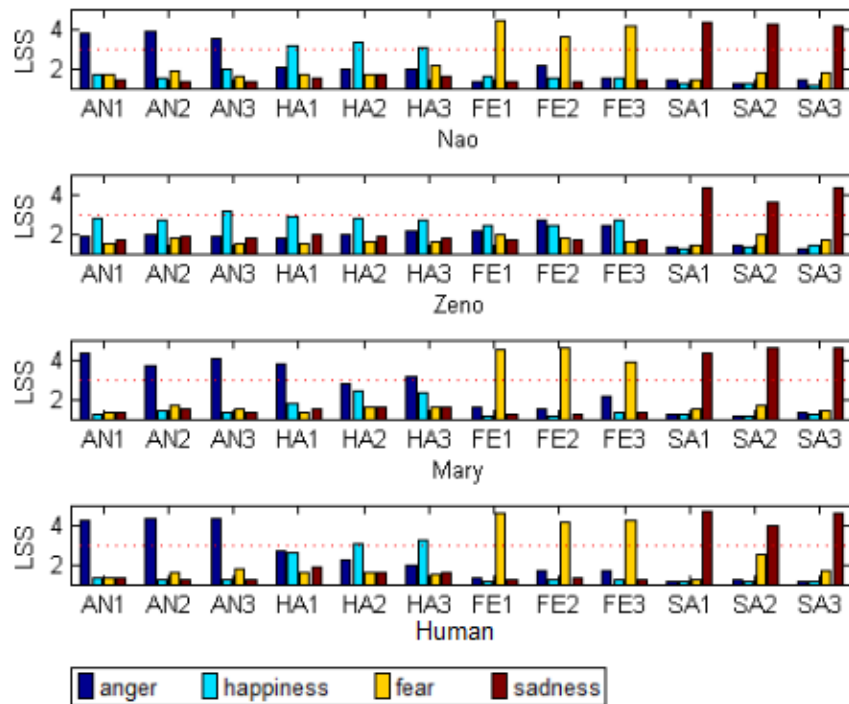 LSS
4
2
AN1 AN2 AN3 HA1 HA2 HA3 FE1 FE2 FE3 SA1 SA2 SA3
Nao
LSS
4
2
AN1 AN2 AN3 HA1 HA2 HA3 FE1 FE2 FE3 SA1 SA2 SA3
Zeno
LSS
4
2
AN1 AN2 AN3 HA1 HA2 HA3 FE1 FE2 FE3 SA1 SA2 SA3
Mary
LSS
4
2
AN1 AN2 AN3 HA1 HA2 HA3 FE1 FE2 FE3 SA1 SA2 SA3
Human
anger happiness fear sadness